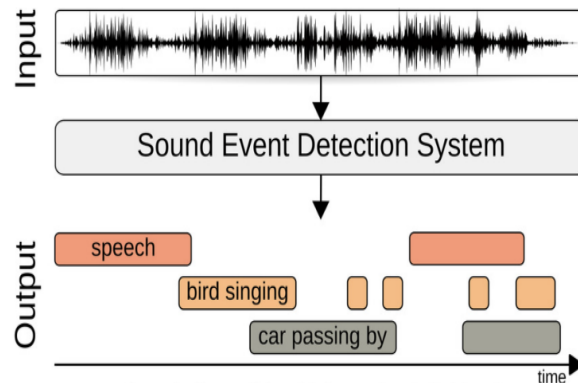 Input
Sound Event Detection System
Output
speech
bird singing
car passing by
time